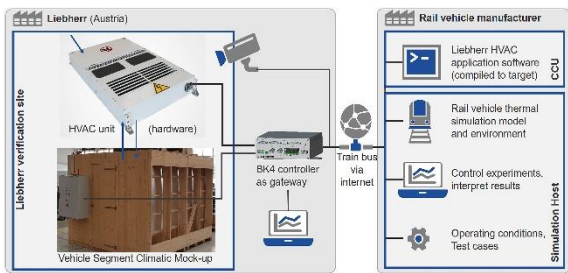 Liebherr (Austria)
Liebherr verification site
HVAC unit (hardware)
Vehicle Segment Climatic Mock-up
BK4 controller
as gateway
Train bus
via
internet
Rail vehicle manufacturer
Liebherr HVAC
application software
(compiled to target)
CCU
Rail vehicle thermal
simulation model
and environment
Control experiments,
interpret results
Operating conditions,
Test cases
Simulation Host